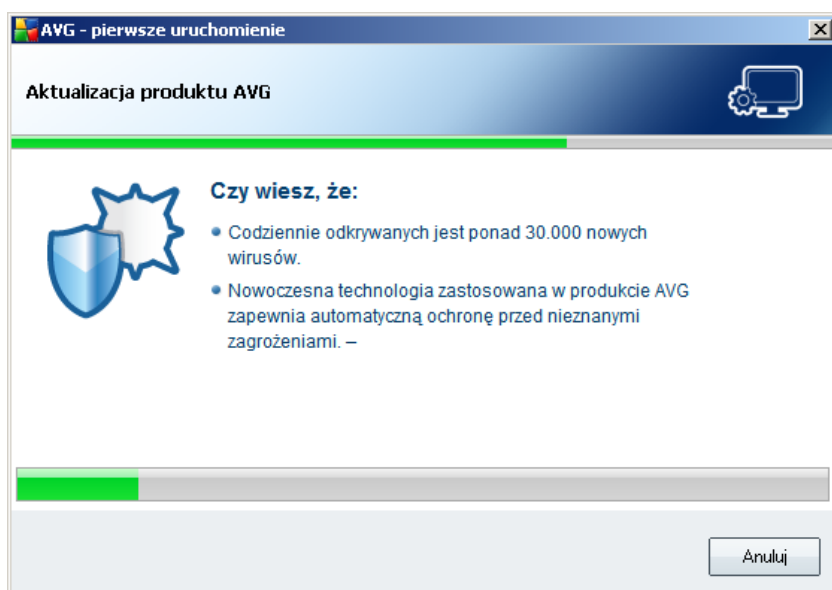 AVG - pierwsze uruchomienie
Aktualizacja produktu AVG
Czy wiesz, że:
Codziennie odkrywanych jest ponad 30.000 nowych
wirusów.
Nowoczesna technologia zastosowana w produkcie AVG
zapewnia automatyczną ochronę przed nieznanymi
zagrożeniami. –
Anuluj